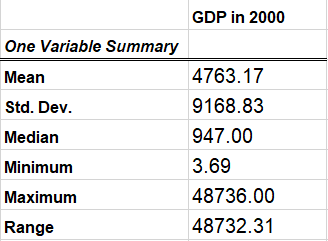 GDP in 2000
One Variable Summary
Mean 4763.17
Std. Dev. 9168.83
Median 947.00
Minimum 3.69
Maximum 48736.00
Range 48732.31